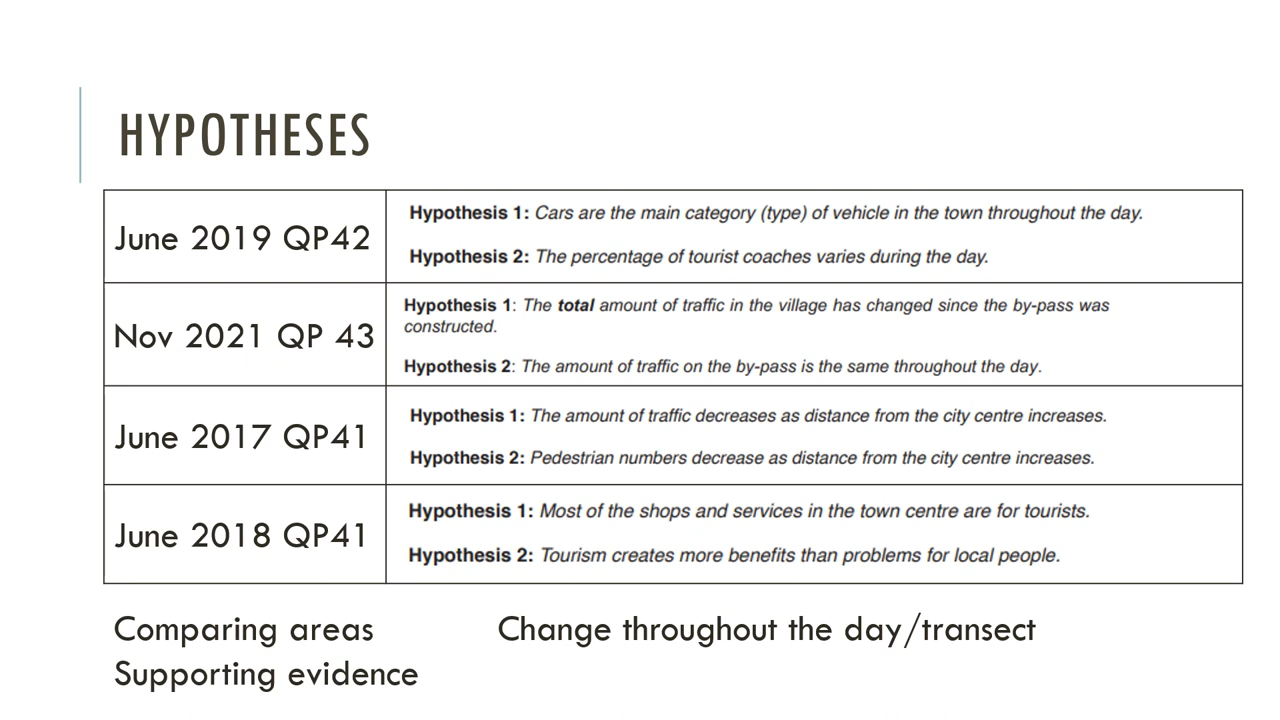 HYPOTHESES
June 2019 QP42
Hypothesis 1: Cars are the main category (type) of vehicle in the town throughout the day.
Hypothesis 2: The percentage of tourist coaches varies during the day.
Nov 2021 QP 43
Hypothesis 1: The total amount of traffic in the village has changed since the by-pass was
constructed.
Hypothesis 2: The amount of traffic on the by-pass is the same throughout the day.
June 2017 QP41
Hypothesis 1: The amount of traffic decreases as distance from the city centre increases.
Hypothesis 2: Pedestrian numbers decrease as distance from the city centre increases.
June 2018 QP41
Hypothesis 1: Most of the shops and services in the town centre are for tourists.
Hypothesis 2: Tourism creates more benefits than problems for local people.
Comparing areas
Change throughout the day/transect
Supporting evidence